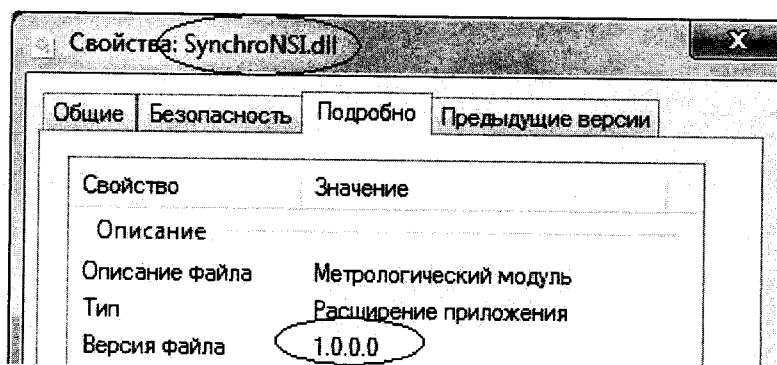 Свойства: SynchroNSI.dll
Общие Безопасность Подробно Предыдущие версии
Свойство Значение
Описание
Описание файла Метрологический модуль
Тип Расширение приложения
Версия файла 1.0.0.0